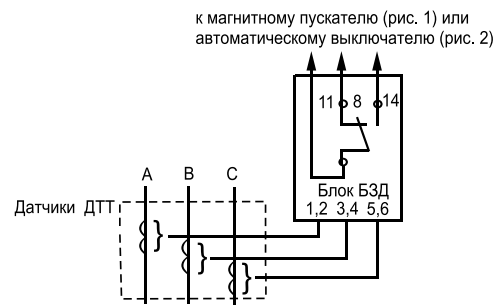 к магнитному пускателю (рис. 1) или
автоматическому выключателю (рис. 2)
11 8 14
A B C
Блок БЗД
Датчики ДТТ
1,2 3,4 5,6